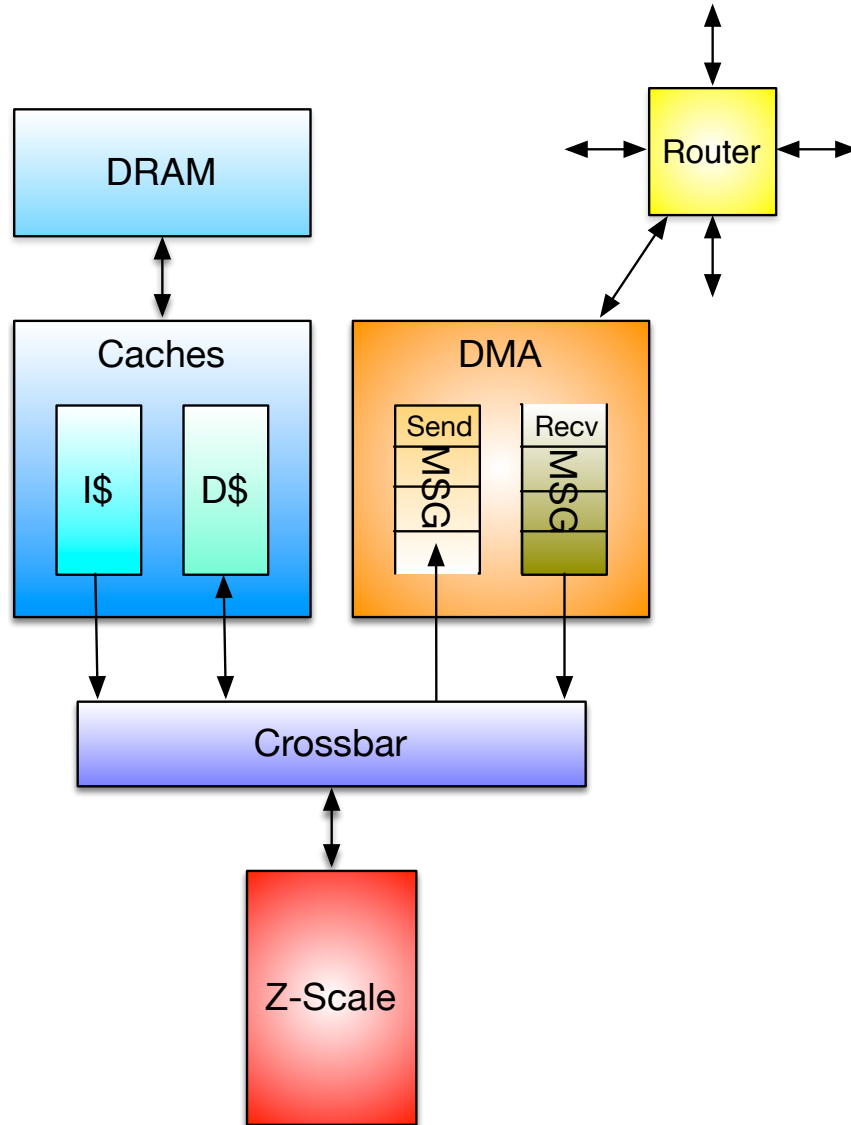 Router
DRAM
Caches
DMA
I$
D$
Send
MSG
Recv
MSG
Crossbar
Z-Scale